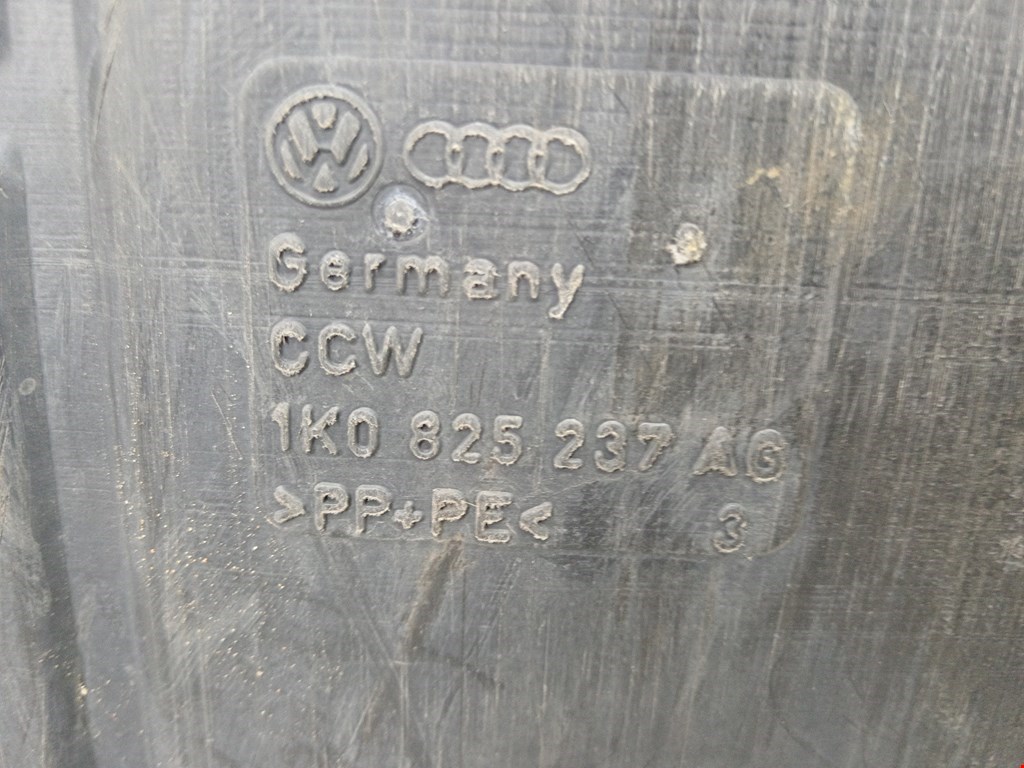 Germany
CCW
1K0 825 237 AG
>PP+PE< 3